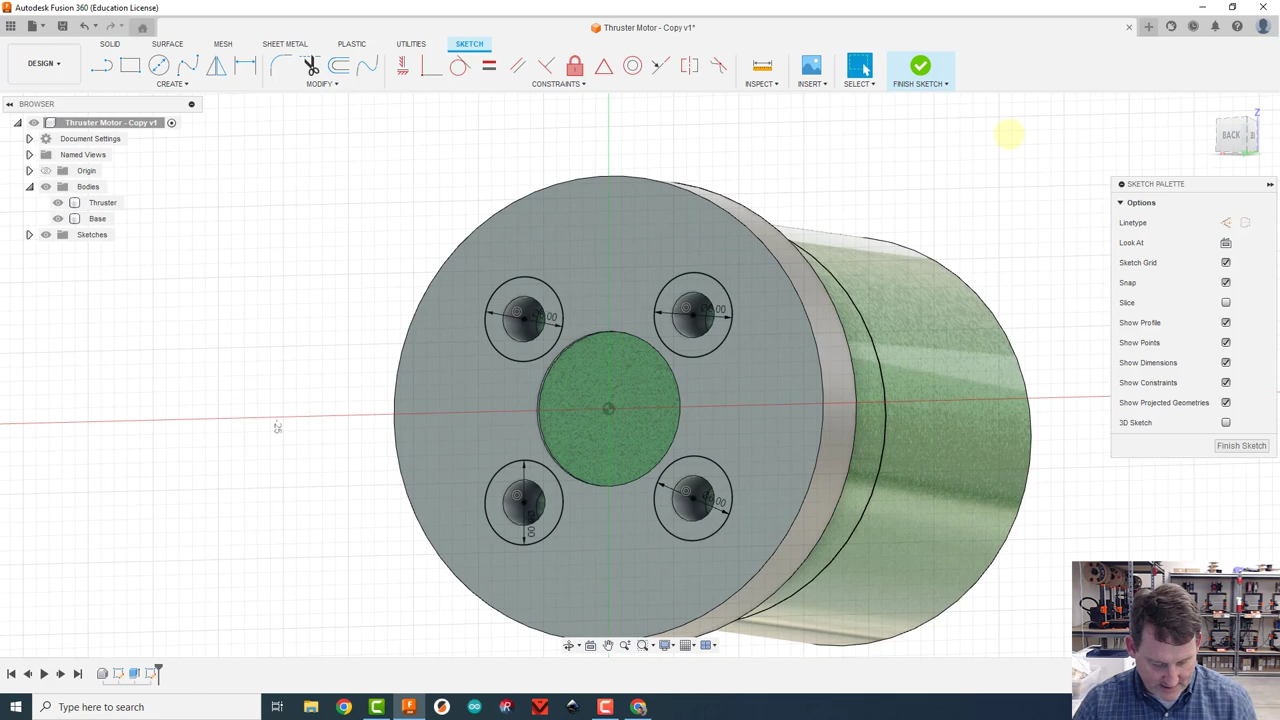 Autodesk Fusion 360 (Education License)
Thruster Motor - Copy v1*
DESIGN
SOLID
SURFACE
MESH
SHEET METAL
PLASTIC
UTILITIES
SKETCH
CREATE
MODIFY
CONSTRAINTS
INSPECT
INSERT
SELECT
FINISH SKETCH
BROWSER
Thruster Motor - Copy v1
Document Settings
Named Views
Origin
Bodies
Thruster
Base
Sketches
Z
BACK
SKETCH PALETTE
Options
Linetype
Look At
Sketch Grid
Snap
Slice
Show Profile
Show Points
Show Dimensions
Show Constraints
Show Projected Geometries
3D Sketch
Finish Sketch
-25
Type here to search